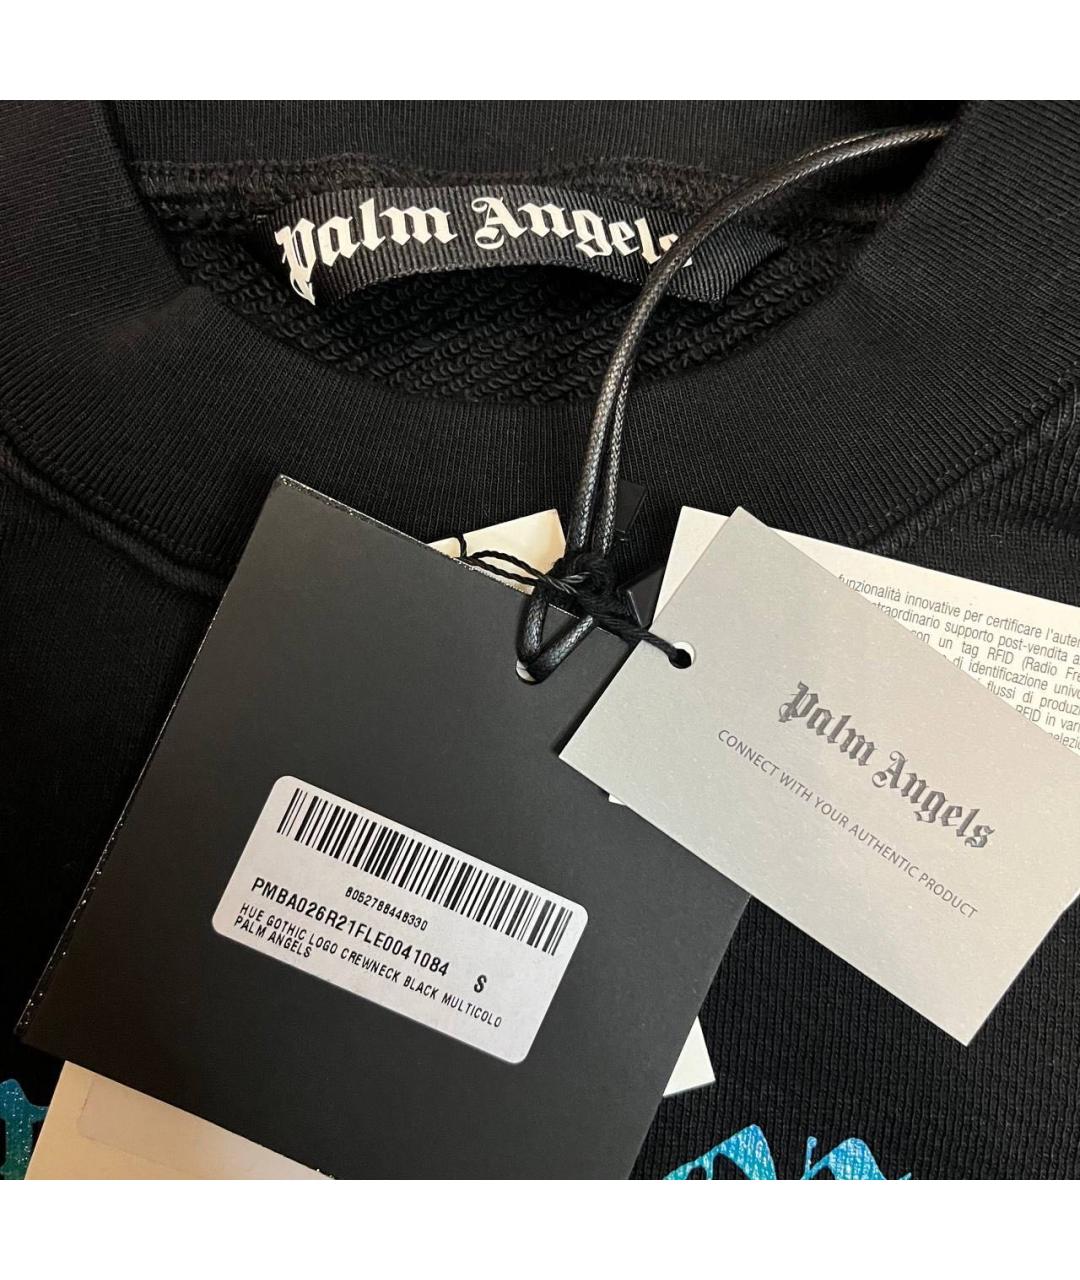 Palm Angels
funzionalità innovative per certificare l'auten
supporto post-vendita a
con un tag RFID (Radio Fre
di identificazione univo
flussi di produzi
RFID in vari
Palm Angels
CONNECT WITH YOUR AUTHENTIC PRODUCT
8052788448330
PMBA026R21FLE0041084 S
HUE GOTHIC LOGO CREWNECK BLACK MULTICOLO
PALM ANGELS